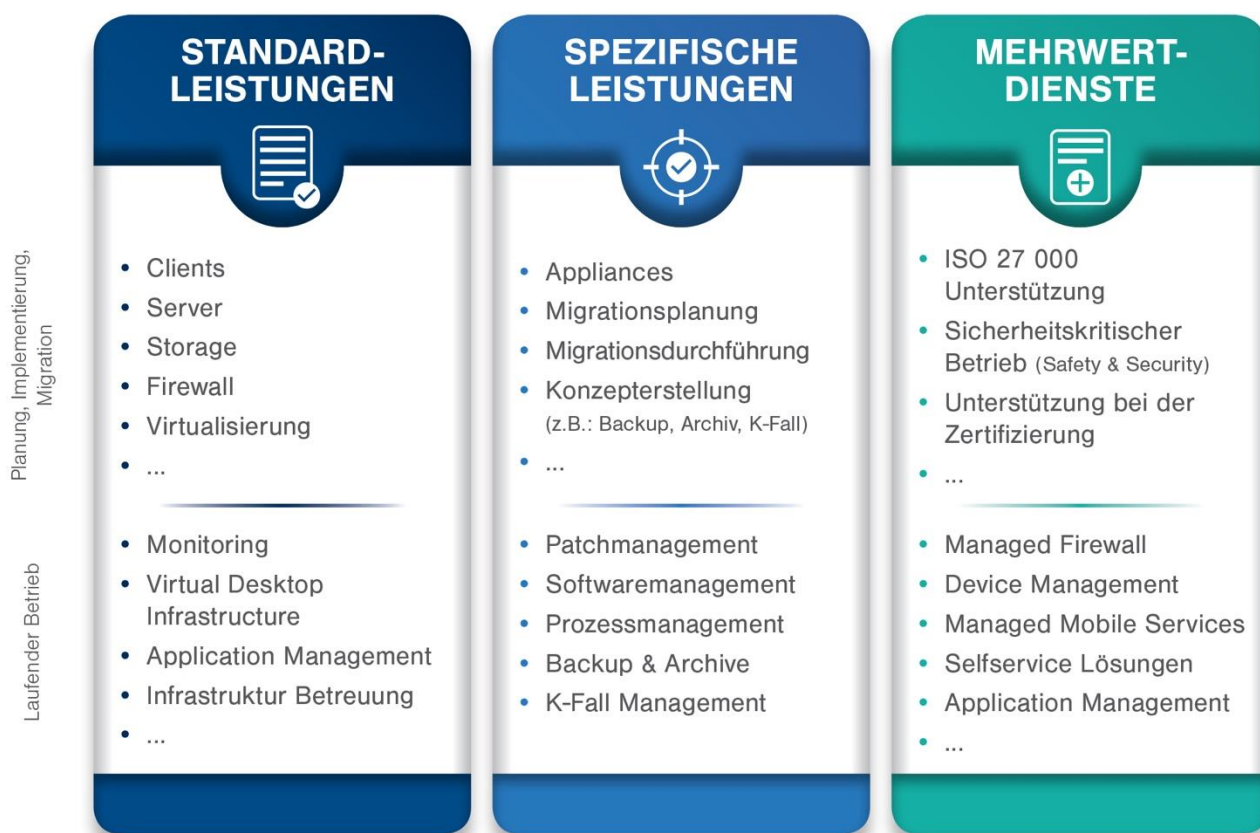 STANDARD-
LEISTUNGEN
SPEZIFISCHE
LEISTUNGEN
MEHRWERT-
DIENSTE
Planung, Implementierung,
Migration
• Clients
• Server
• Storage
• Firewall
• Virtualisierung
• ...
• Appliances
• Migrationsplanung
• Migrationsdurchführung
• Konzepterstellung
(z.B.: Backup, Archiv, K-Fall)
• ...
• ISO 27 000
Unterstützung
• Sicherheitskritischer
Betrieb (Safety & Security)
• Unterstützung bei der
Zertifizierung
• ...
Laufender Betrieb
• Monitoring
• Virtual Desktop
Infrastructure
• Application Management
• Infrastruktur Betreuung
• ...
• Patchmanagement
• Softwaremanagement
• Prozessmanagement
• Backup & Archive
• K-Fall Management
• Managed Firewall
• Device Management
• Managed Mobile Services
• Selfservice Lösungen
• Application Management
• ...